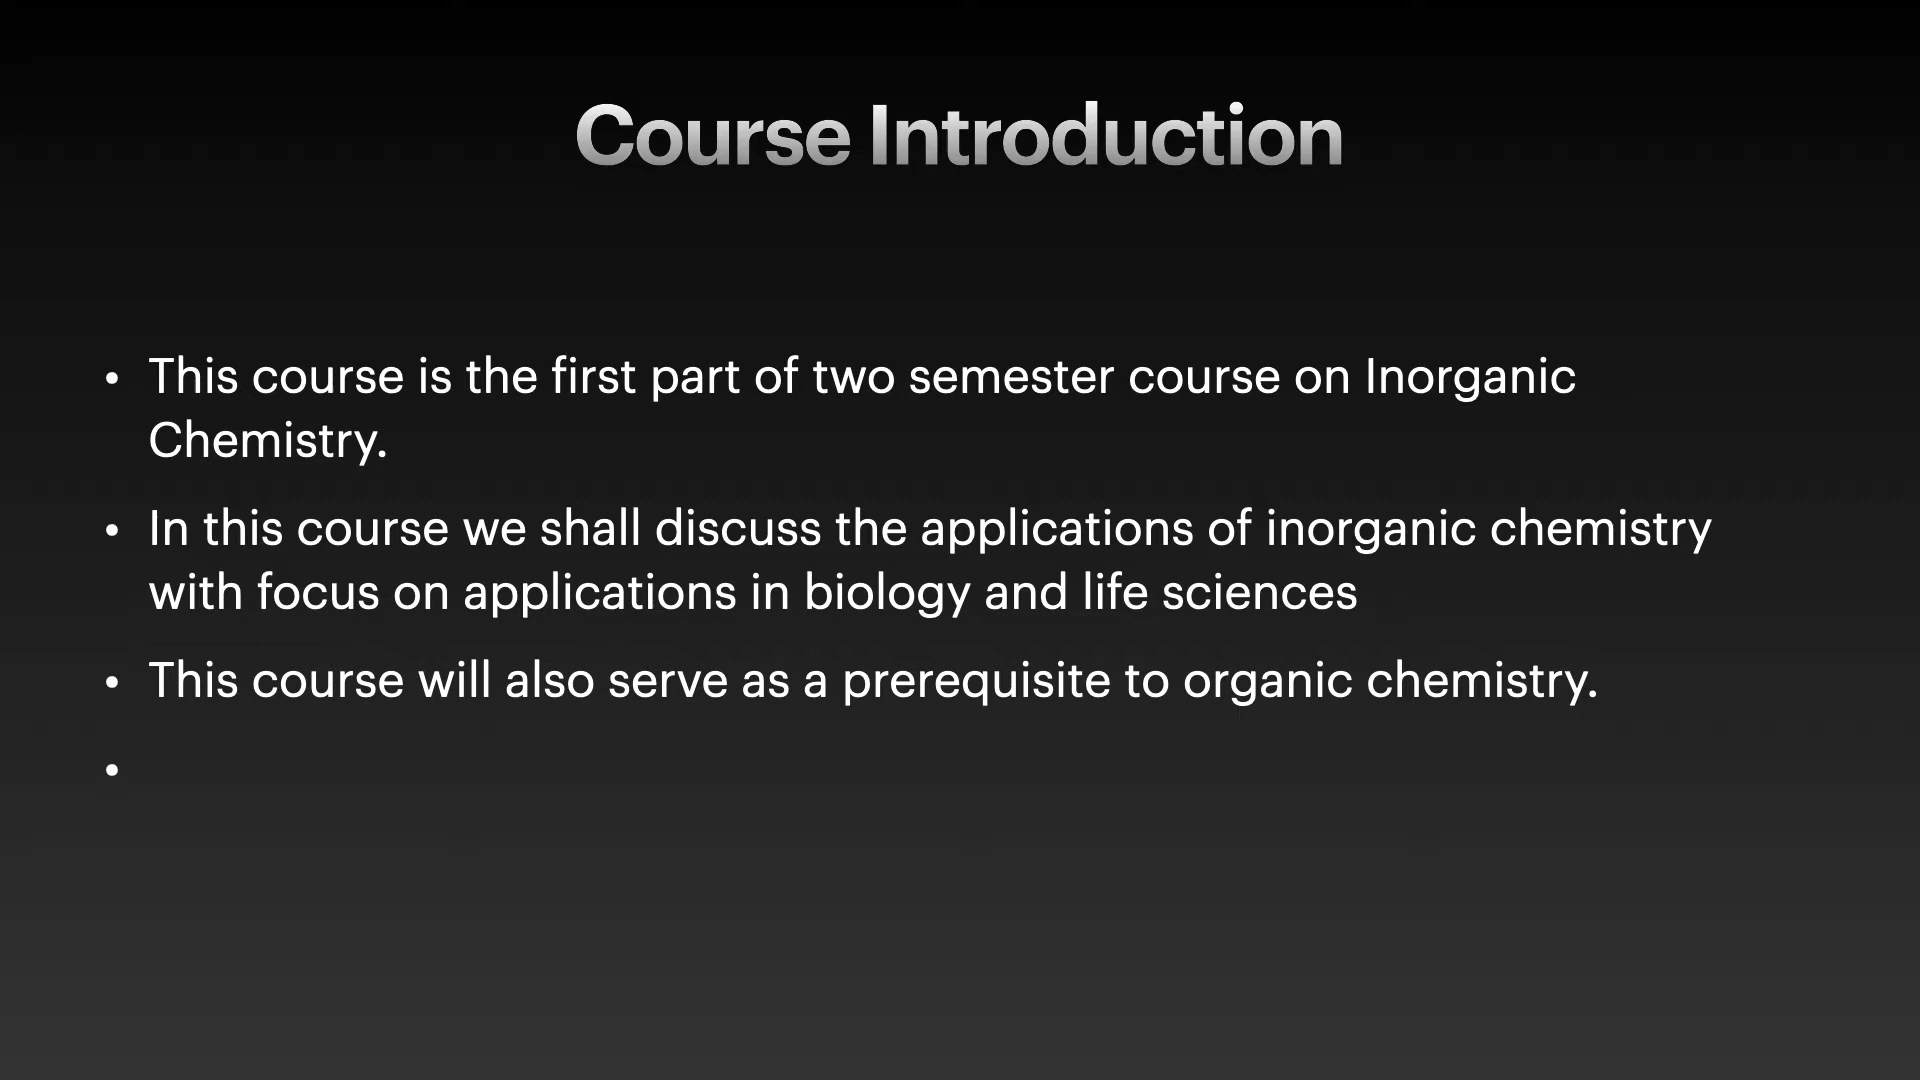 Course Introduction
• This course is the first part of two semester course on Inorganic
Chemistry.
• In this course we shall discuss the applications of inorganic chemistry
with focus on applications in biology and life sciences
• This course will also serve as a prerequisite to organic chemistry.
•